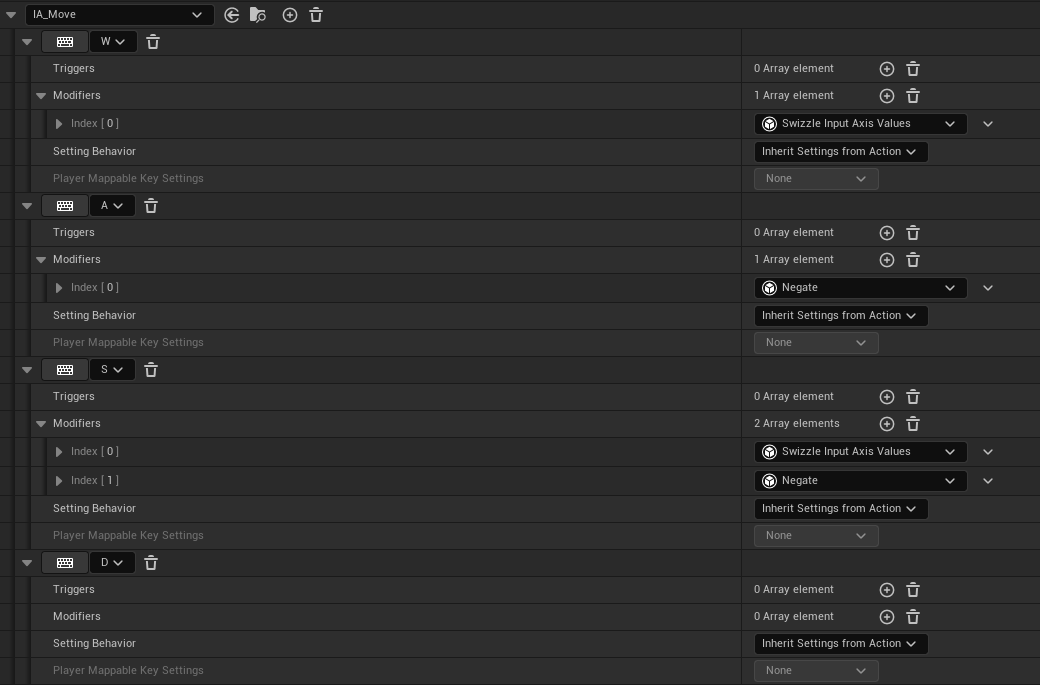 IA_Move
W
Triggers 0 Array element
Modifiers 1 Array element
Index [ 0 ] Swizzle Input Axis Values
Setting Behavior Inherit Settings from Action
Player Mappable Key Settings None
A
Triggers 0 Array element
Modifiers 1 Array element
Index [ 0 ] Negate
Setting Behavior Inherit Settings from Action
Player Mappable Key Settings None
S
Triggers 0 Array element
Modifiers 2 Array elements
Index [ 0 ] Swizzle Input Axis Values
Index [ 1 ] Negate
Setting Behavior Inherit Settings from Action
Player Mappable Key Settings None
D
Triggers 0 Array element
Modifiers 0 Array element
Setting Behavior Inherit Settings from Action
Player Mappable Key Settings None